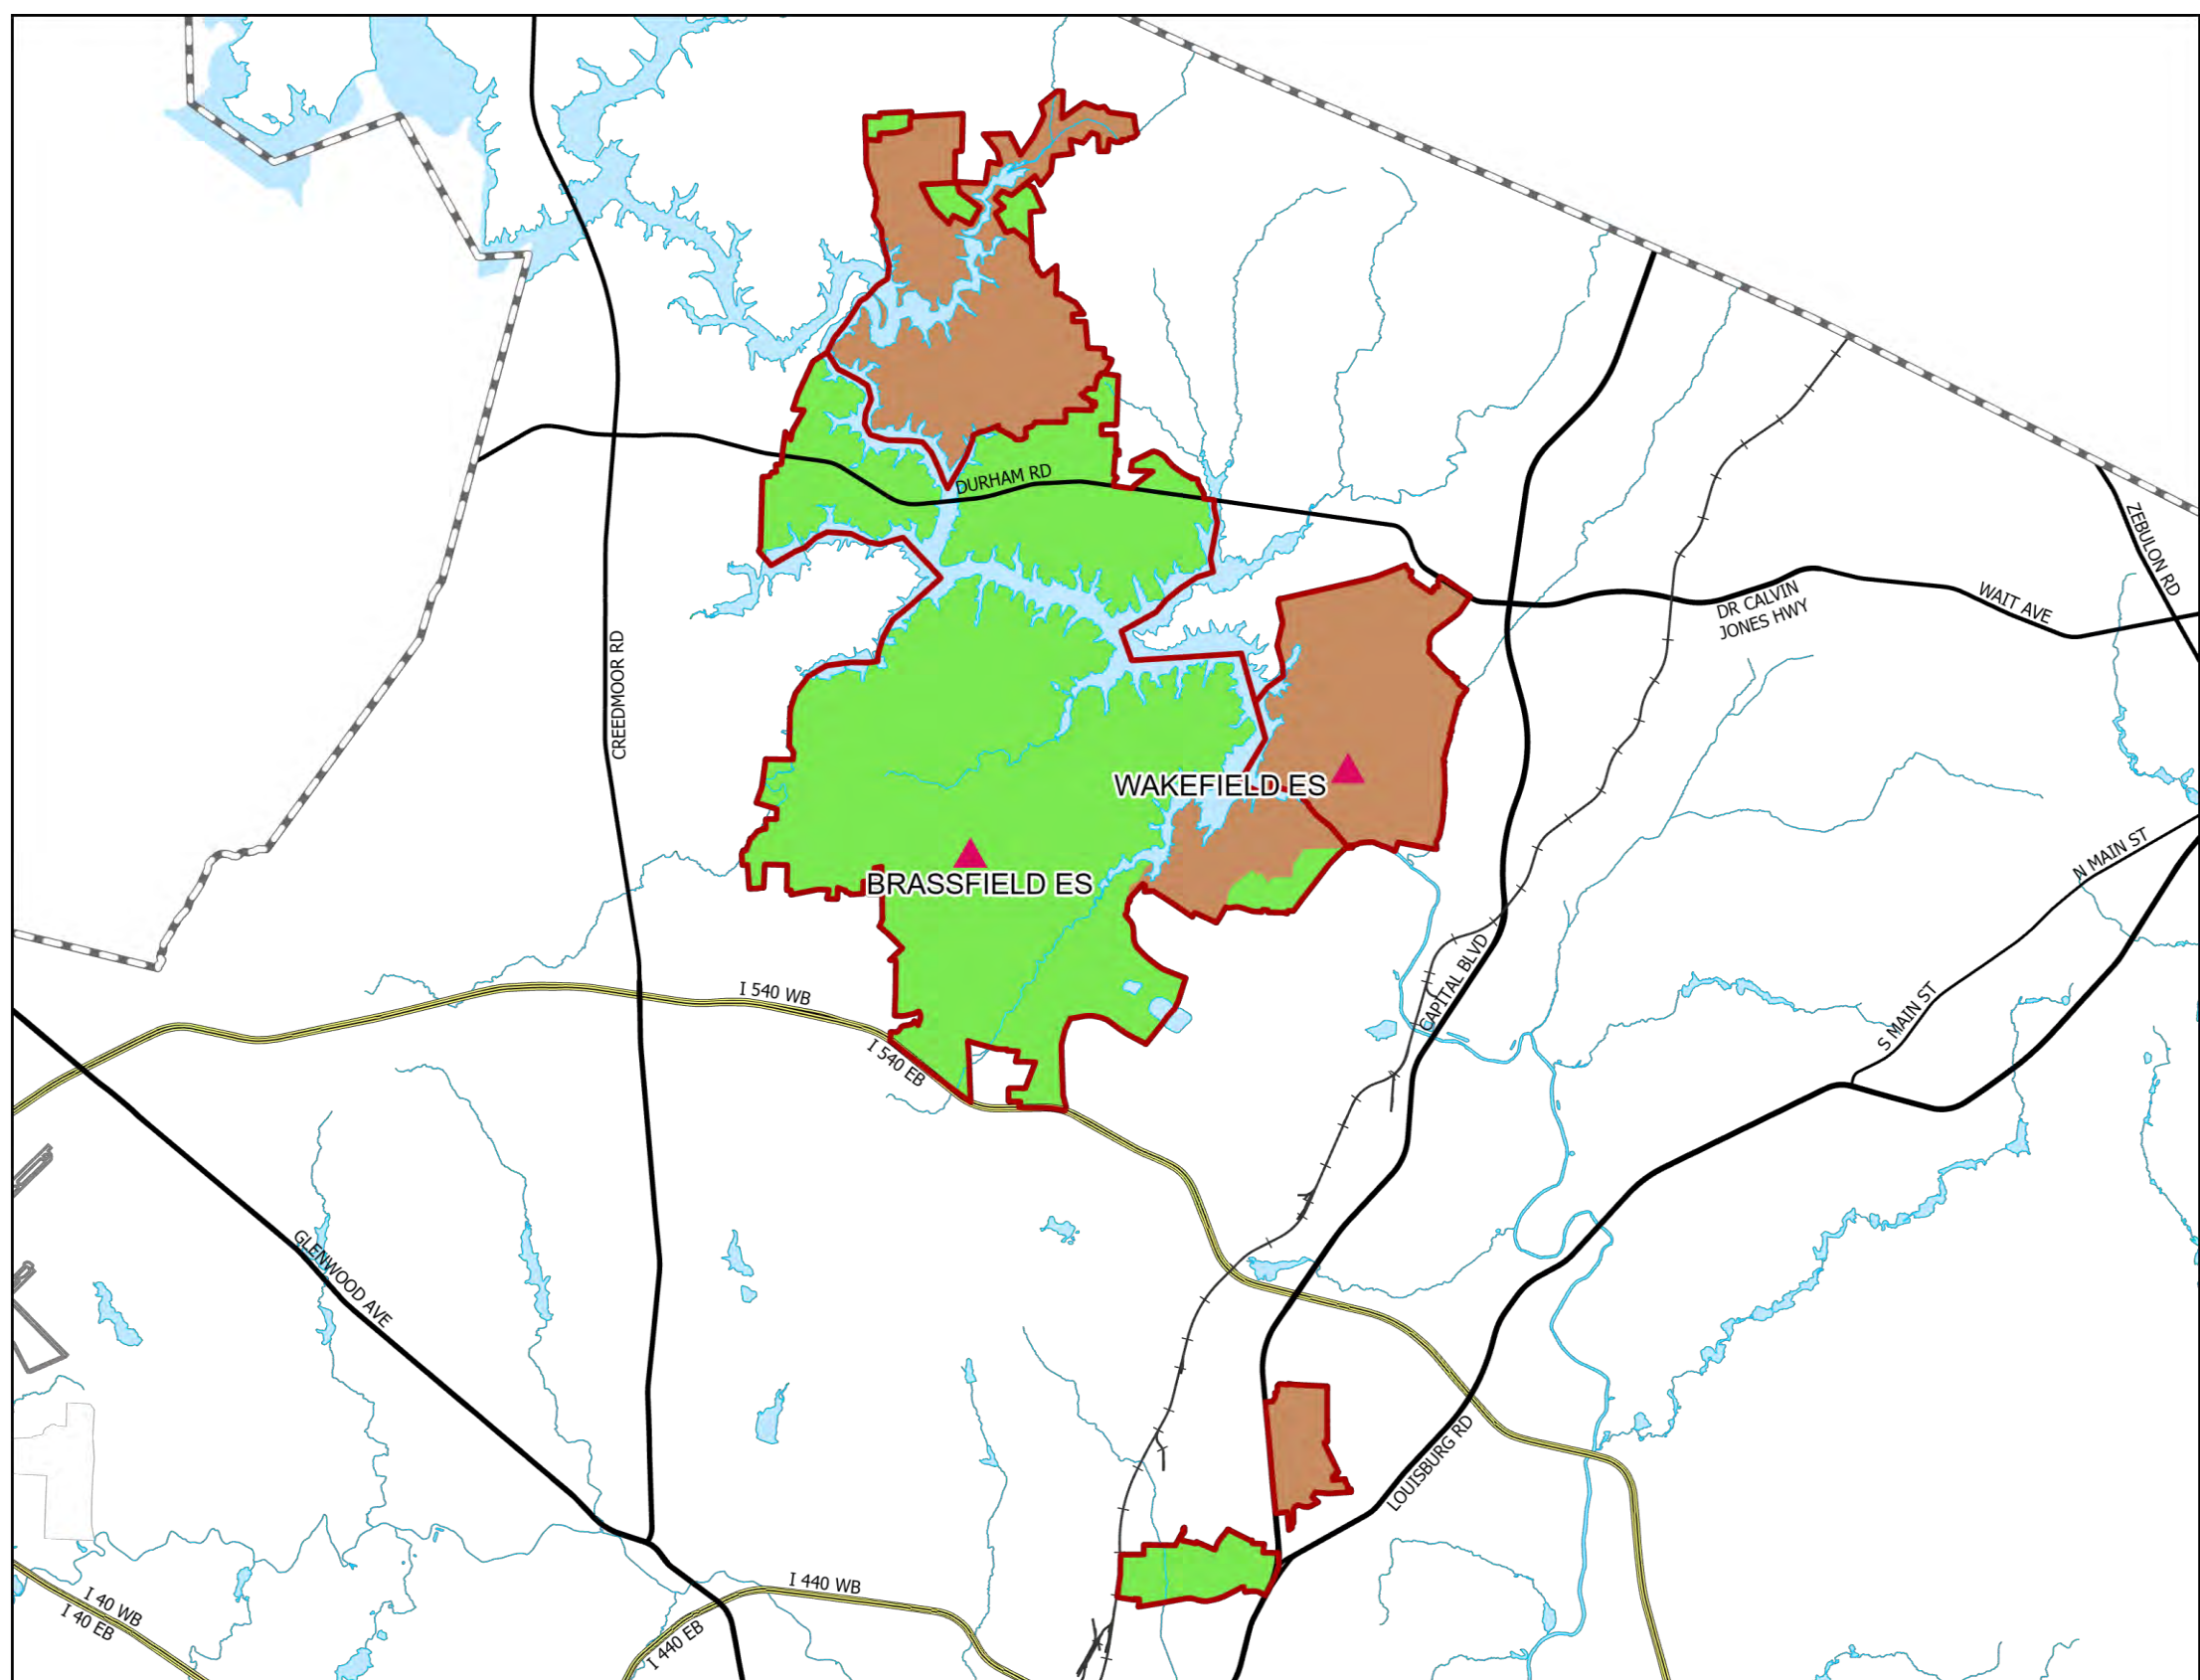 DURHAM RD
ZEBULON RD
DR CALVIN
JONES HWY
WAIT AVE
CREEDMOOR RD
WAKEFIELD ES
BRASSFIELD ES
N MAIN ST
CAPITAL BLVD
S MAIN ST
I 540 WB
I 540 EB
GLENWOOD AVE
LOUISBURG RD
I 440 WB
I 440 EB
I 40 WB
I 40 EB